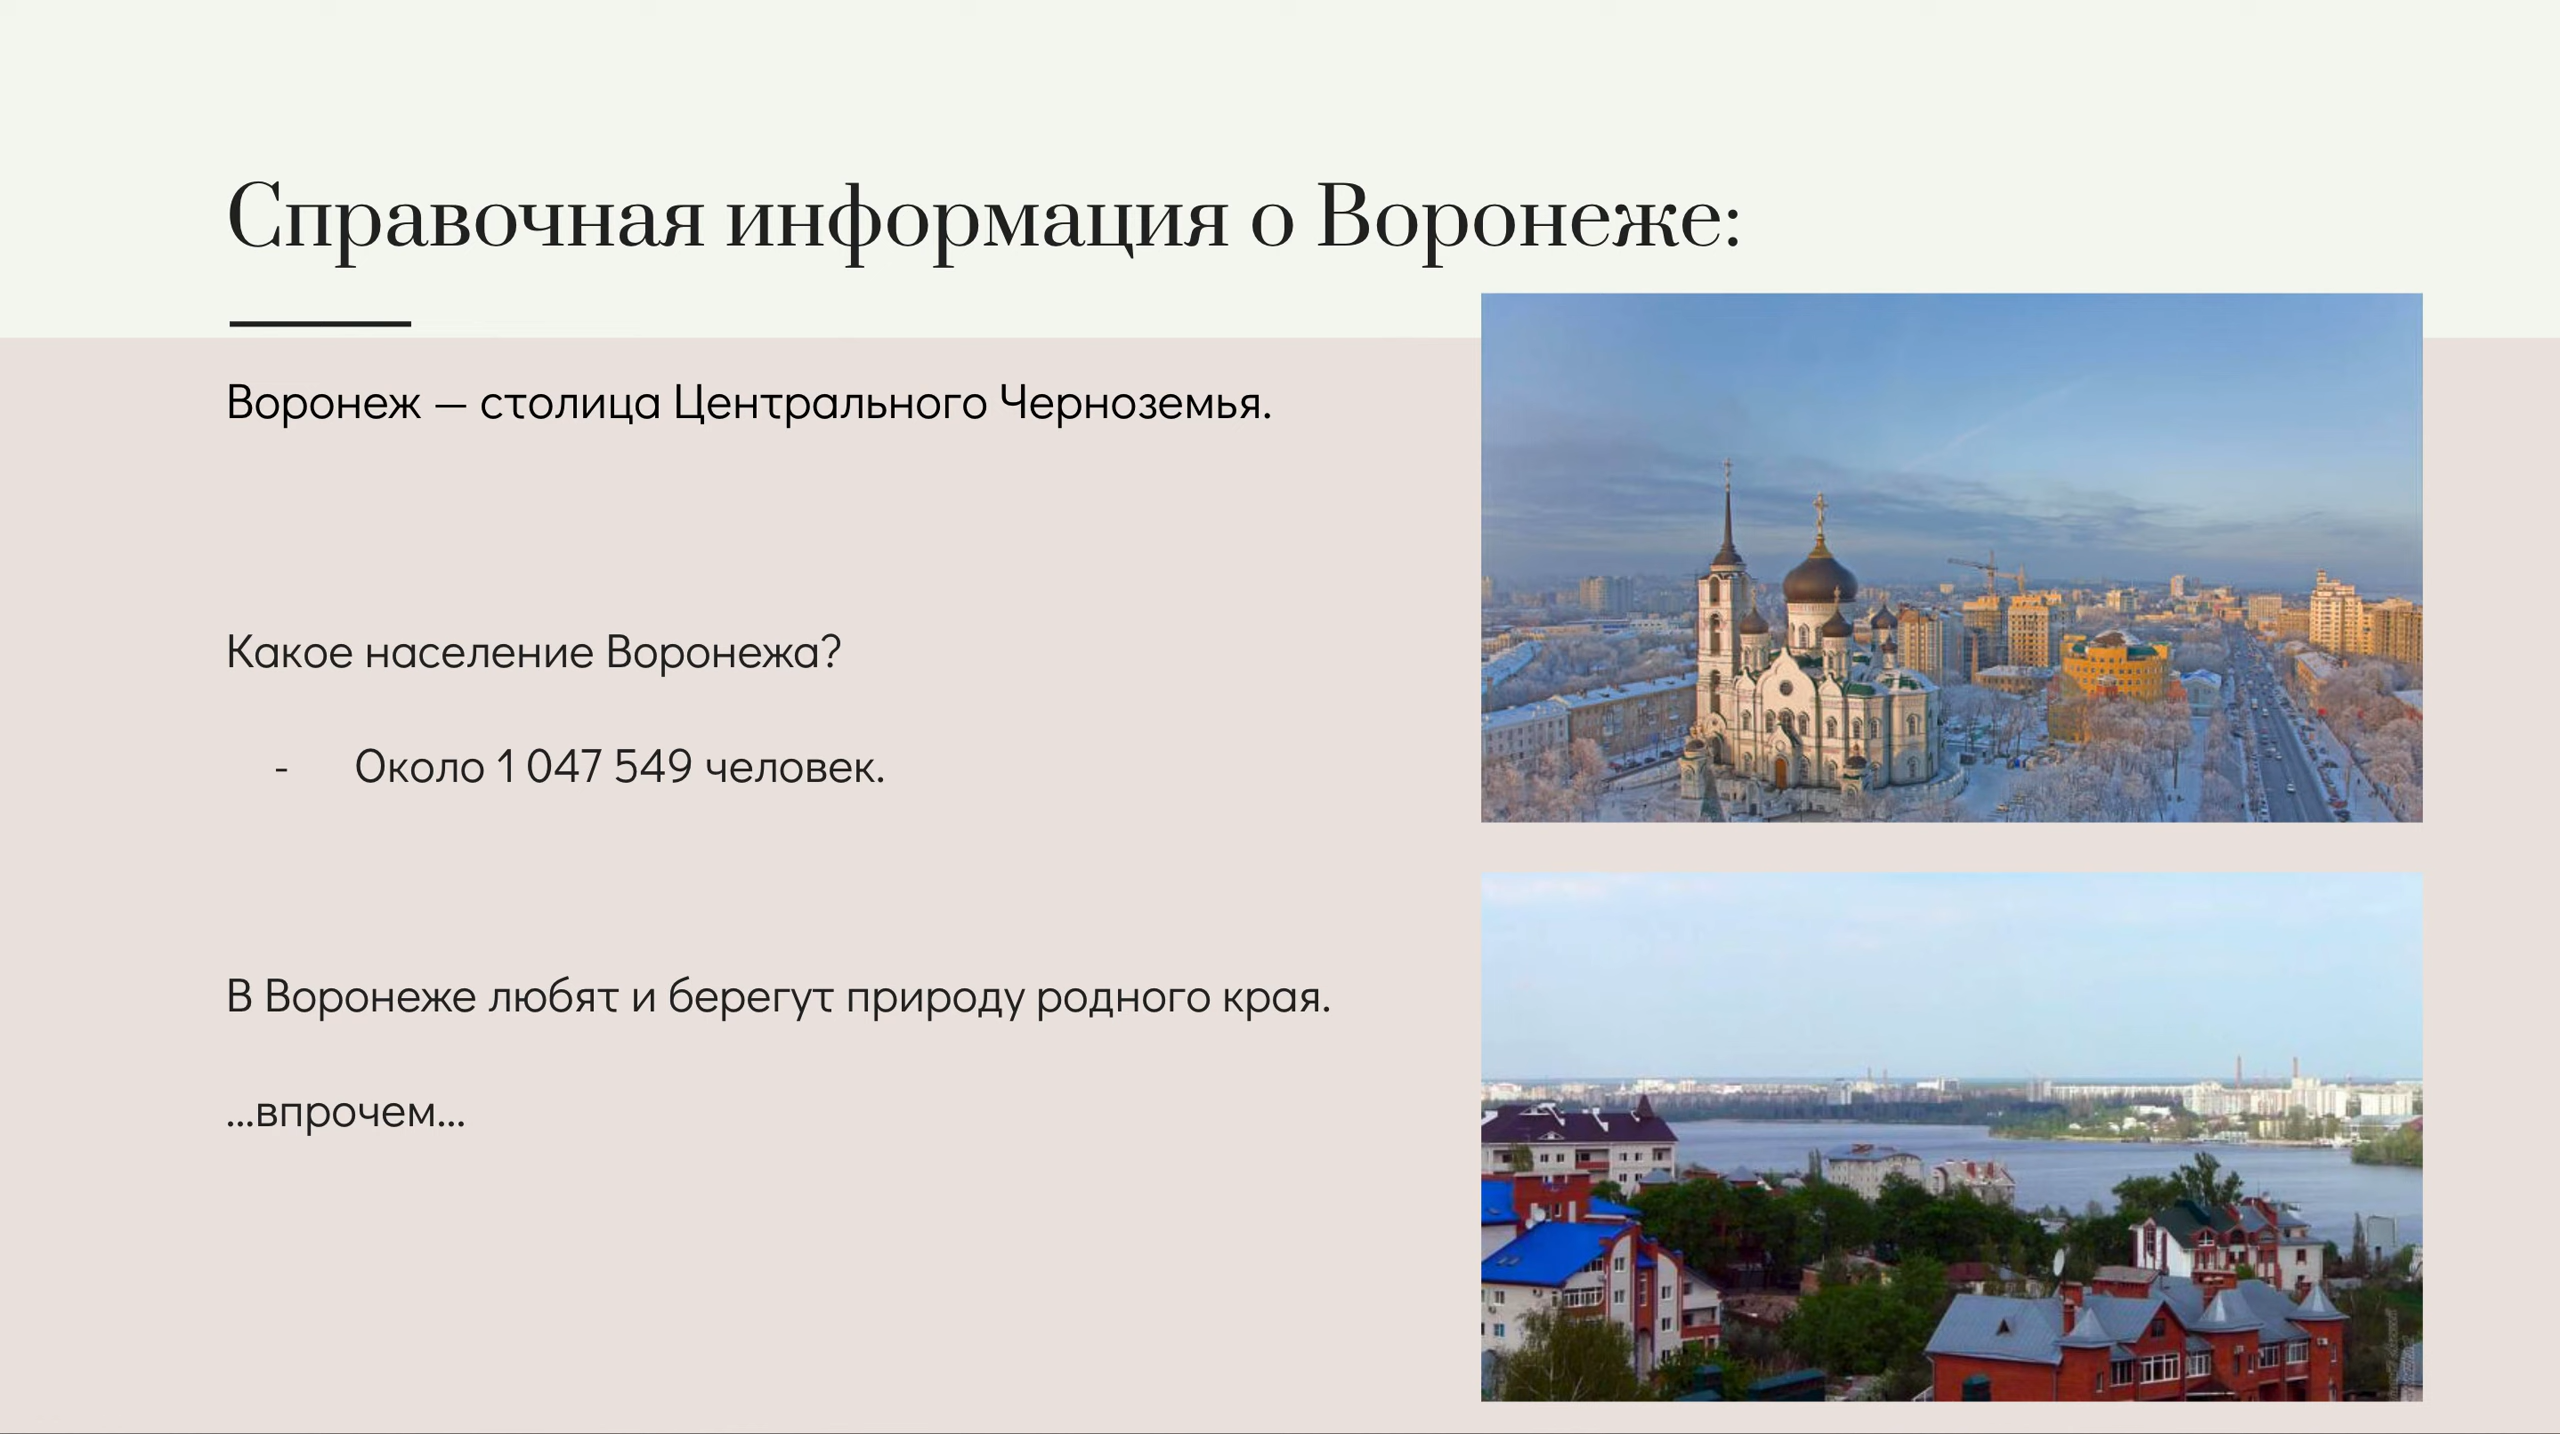 Справочная информация о Воронеже:
Воронеж — столица Центрального Черноземья.
Какое население Воронежа?
- Около 1 047 549 человек.
В Воронеже любят и берегут природу родного края.
...впрочем...